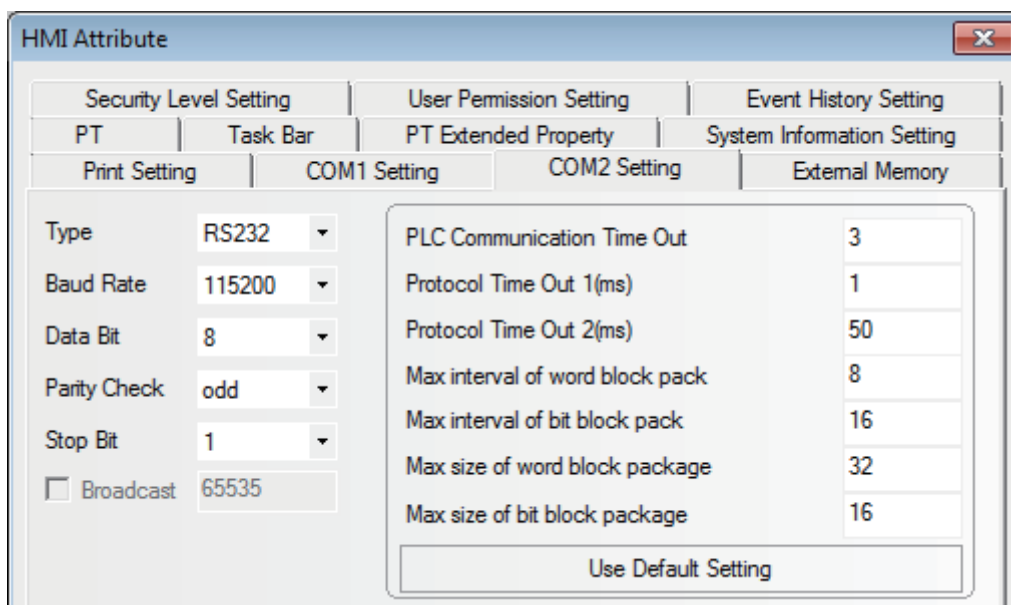 HMI Attribute
Security Level Setting User Permission Setting Event History Setting
PT Task Bar PT Extended Property System Information Setting
Print Setting COM1 Setting COM2 Setting External Memory
Type RS232
Baud Rate 115200
Data Bit 8
Parity Check odd
Stop Bit 1
Broadcast 65535
PLC Communication Time Out 3
Protocol Time Out 1(ms) 1
Protocol Time Out 2(ms) 50
Max interval of word block pack 8
Max interval of bit block pack 16
Max size of word block package 32
Max size of bit block package 16
Use Default Setting